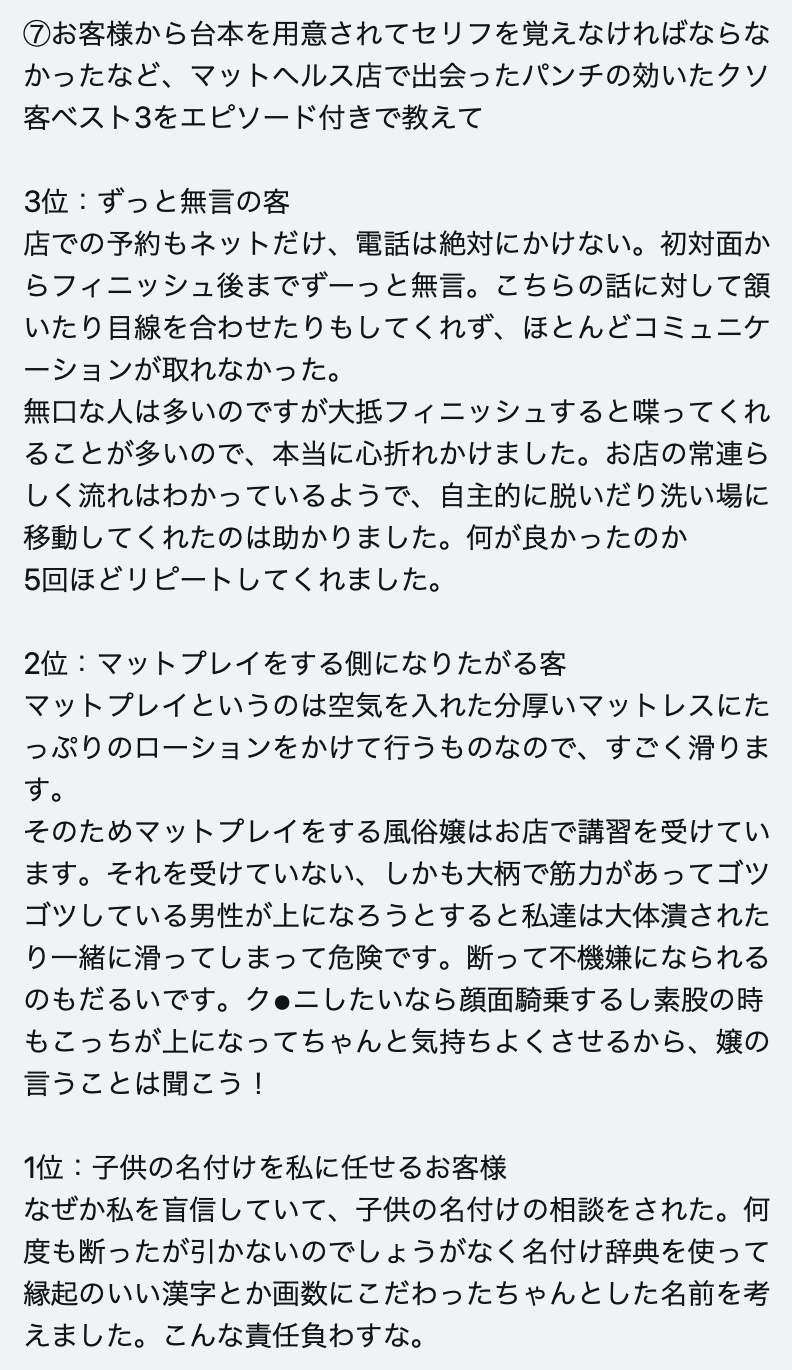 ⑦お客様から台本を用意されてセリフを覚えなければならな
かったなど、マットヘルス店で出会ったパンチの効いたクソ
客ベスト3をエピソード付きで教えて
3位：ずっと無言の客
店での予約もネットだけ、電話は絶対にかけない。初対面か
らフィニッシュ後までずーっと無言。こちらの話に対して頷
いたり目線を合わせたりもしてくれず、ほとんどコミュニケ
ーションが取れなかった。
無口な人は多いのですが大抵フィニッシュすると喋ってくれ
ることが多いので、本当に心折れかけました。お店の常連ら
しく流れはわかっているようで、自主的に脱いだり洗い場に
移動してくれたのは助かりました。何が良かったのか
5回ほどリピートしてくれました。
2位：マットプレイをする側になりたがる客
マットプレイというのは空気を入れた分厚いマットレスにた
っぷりのローションをかけて行うものなので、すごく滑りま
す。
そのためマットプレイをする風俗嬢はお店で講習を受けてい
ます。それを受けていない、しかも大柄で筋力があってゴツ
ゴツしている男性が上になろうとすると私達は大体潰された
り一緒に滑ってしまって危険です。断って不機嫌になられる
のもだるいです。ク●ニしたいなら顔面騎乗するし素股の時
もこっちが上になってちゃんと気持ちよくさせるから、嬢の
言うことは聞こう！
1位：子供の名付けを私に任せるお客様
なぜか私を盲信していて、子供の名付けの相談をされた。何
度も断ったが引かないのでしょうがなく名付け辞典を使って
縁起のいい漢字とか画数にこだわったちゃんとした名前を考
えました。こんな責任負わすな。